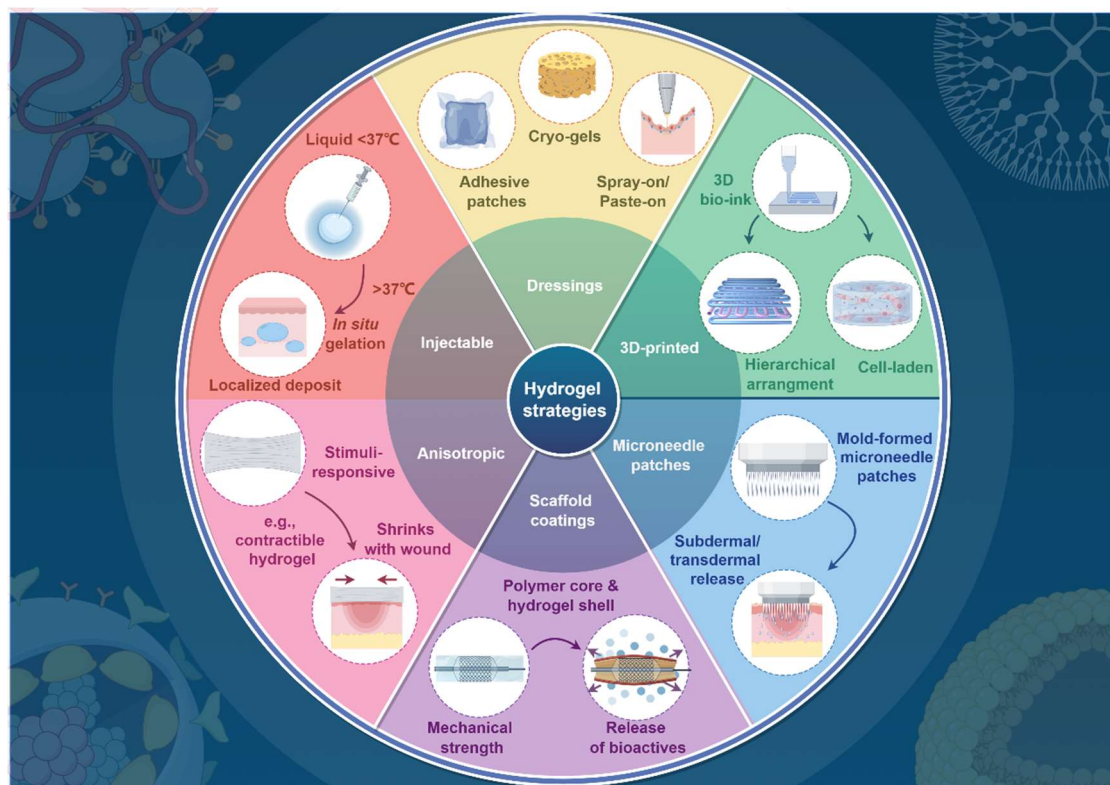 Liquid <37℃
>37℃
In situ
gelation
Localized deposit
Adhesive
patches
Cryo-gels
Spray-on/
Paste-on
3D
bio-ink
Hierarchical
arrangment
Cell-laden
Dressings
Injectable
3D-printed
Hydrogel
strategies
Anisotropic
Microneedle
patches
Scaffold
coatings
Stimuli-
responsive
e.g.,
contractible
hydrogel
Shrinks
with wound
Polymer core &
hydrogel shell
Mechanical
strength
Release
of bioactives
Mold-formed
microneedle
patches
Subdermal/
transdermal
release